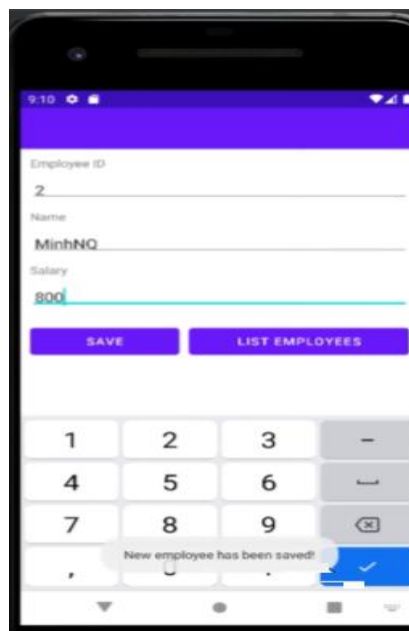 9:10
Employee ID
2
Name
MinhNQ
Salary
800
SAVE LIST EMPLOYEES
1 2 3 -
4 5 6
7 8 9
New employee has been saved!
, .